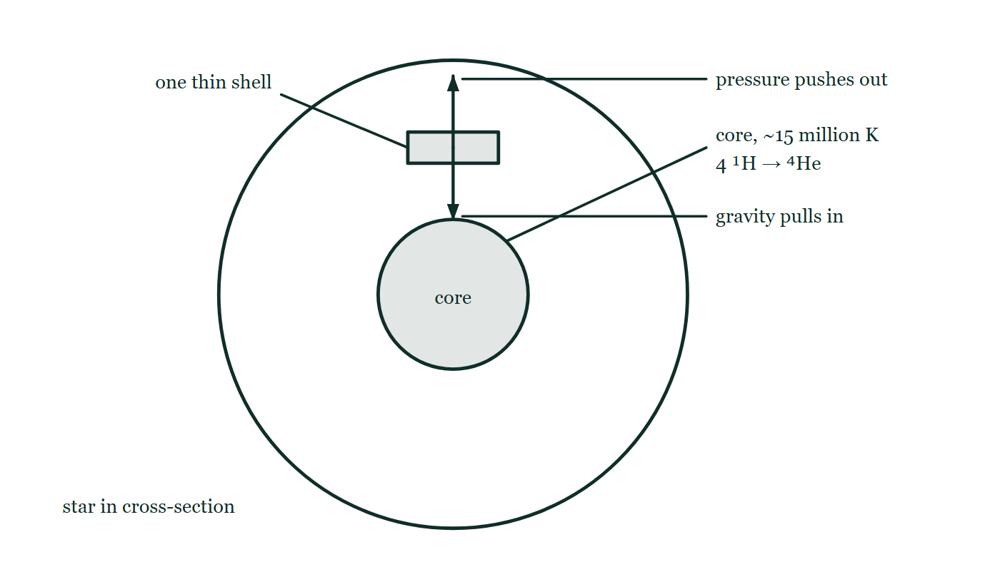 one thin shell
pressure pushes out
core, ~15 million K
4 ¹H → ⁴He
gravity pulls in
core
star in cross-section